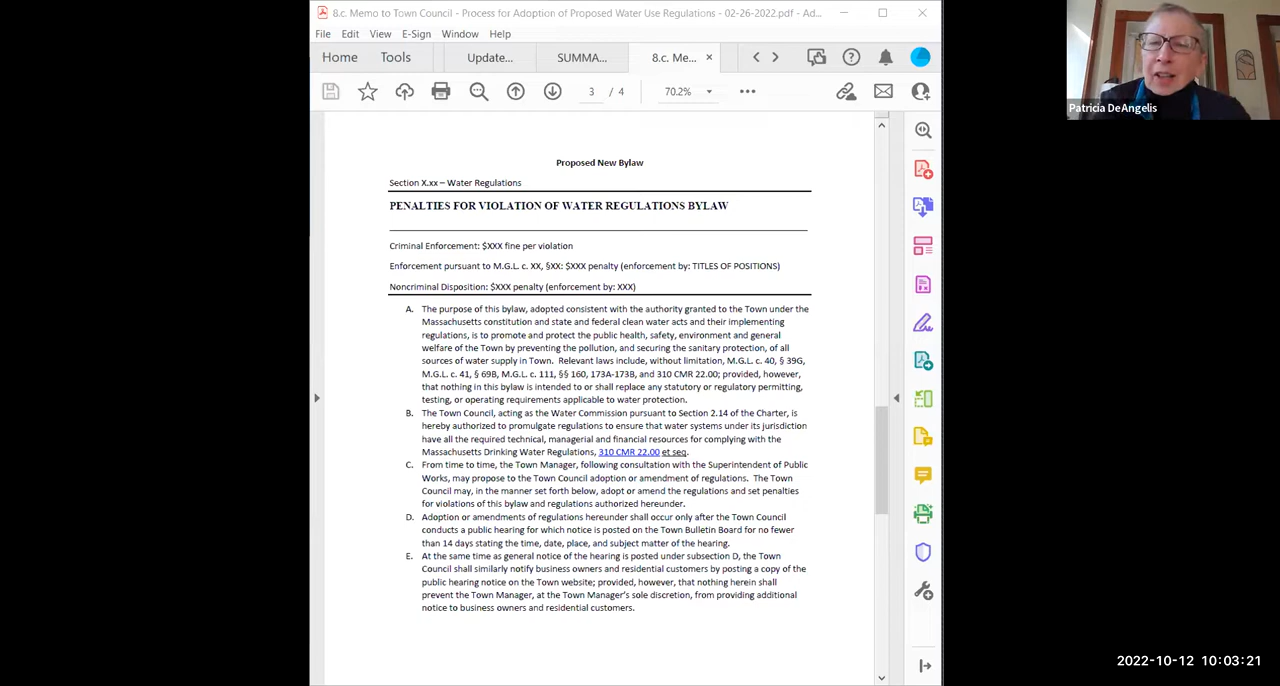 8.c. Memo to Town Council - Process for Adoption of Proposed Water Use Regulations - 02-26-2022.pdf - Ad...
File Edit View E-Sign Window Help
Home Tools Update... SUMMA... 8.c. Me... ×
3 / 4 70.2%
Patricia DeAngelis
Proposed New Bylaw
Section X.xx – Water Regulations
PENALTIES FOR VIOLATION OF WATER REGULATIONS BYLAW
Criminal Enforcement: $XXX fine per violation
Enforcement pursuant to M.G.L. c. XX, §XX: $XXX penalty (enforcement by: TITLES OF POSITIONS)
Noncriminal Disposition: $XXX penalty (enforcement by: XXX)
A. The purpose of this bylaw, adopted consistent with the authority granted to the Town under the
Massachusetts constitution and state and federal clean water acts and their implementing
regulations, is to promote and protect the public health, safety, environment and general
welfare of the Town by preventing the pollution, and securing the sanitary protection, of all
sources of water supply in Town. Relevant laws include, without limitation, M.G.L. c. 40, § 39G,
M.G.L. c. 41, § 69B, M.G.L. c. 111, §§ 160, 173A-173B, and 310 CMR 22.00; provided, however,
that nothing in this bylaw is intended to or shall replace any statutory or regulatory permitting,
testing, or operating requirements applicable to water protection.
B. The Town Council, acting as the Water Commission pursuant to Section 2.14 of the Charter, is
hereby authorized to promulgate regulations to ensure that water systems under its jurisdiction
have all the required technical, managerial and financial resources for complying with the
Massachusetts Drinking Water Regulations, 310 CMR 22.00 et seq.
C. From time to time, the Town Manager, following consultation with the Superintendent of Public
Works, may propose to the Town Council adoption or amendment of regulations. The Town
Council may, in the manner set forth below, adopt or amend the regulations and set penalties
for violations of this bylaw and regulations authorized hereunder.
D. Adoption or amendments of regulations hereunder shall occur only after the Town Council
conducts a public hearing for which notice is posted on the Town Bulletin Board for no fewer
than 14 days stating the time, date, place, and subject matter of the hearing.
E. At the same time as general notice of the hearing is posted under subsection D, the Town
Council shall similarly notify business owners and residential customers by posting a copy of the
public hearing notice on the Town website; provided, however, that nothing herein shall
prevent the Town Manager, at the Town Manager's sole discretion, from providing additional
notice to business owners and residential customers.
2022-10-12 10:03:21